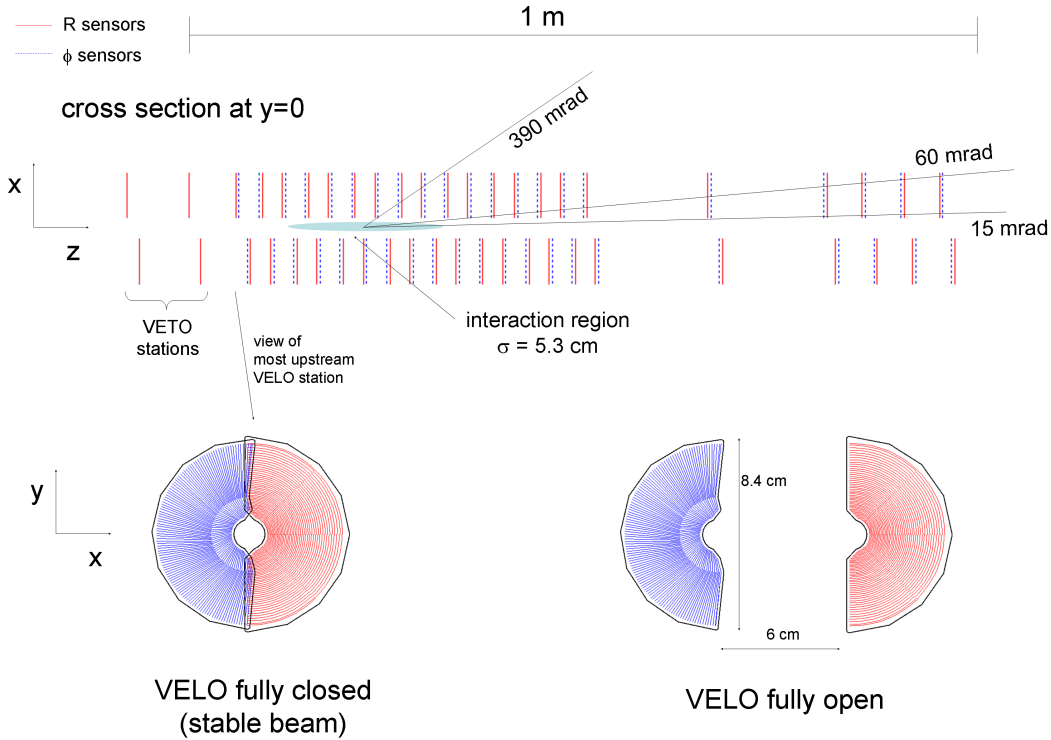 R sensors
ϕ sensors
1 m
cross section at y=0
390 mrad
60 mrad
15 mrad
x
z
VETO
stations
view of
most upstream
VELO station
interaction region
σ = 5.3 cm
y
x
8.4 cm
6 cm
VELO fully closed
(stable beam)
VELO fully open